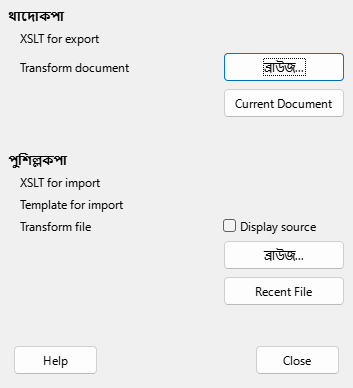 থাদোকপা
XSLT for export
Transform document
ব্রাউজ...
Current Document
পুশিল্লকপা
XSLT for import
Template for import
Transform file
Display source
ব্রাউজ...
Recent File
Help
Close